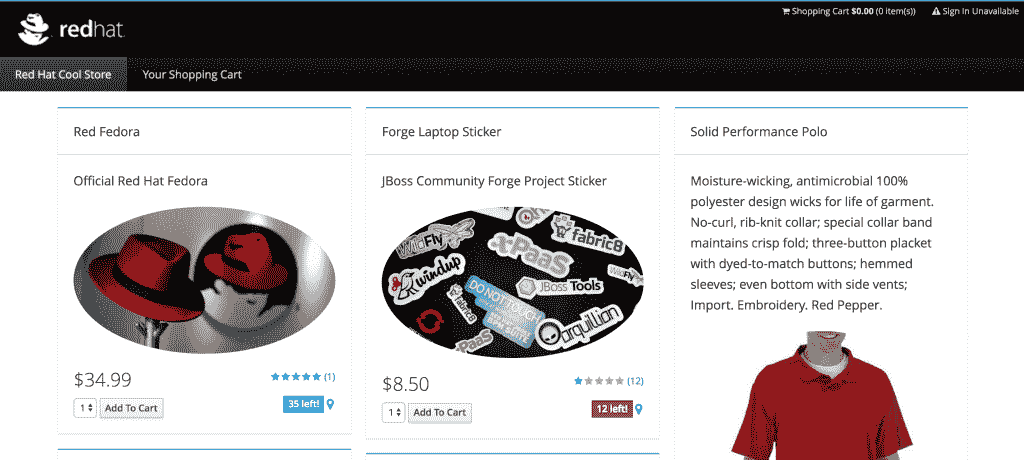 Shopping Cart $0.00 (0 item(s))
Sign In Unavailable
redhat.
Red Hat Cool Store
Your Shopping Cart
Red Fedora
Official Red Hat Fedora
$34.99
(1)
1
Add To Cart
35 left!
Forge Laptop Sticker
JBoss Community Forge Project Sticker
WildFly
fabric8
xPaaS
WildFly
windup
JBoss Tools
DO NOT TOUCH
fabric8
arquillian
xPaaS
$8.50
(12)
1
Add To Cart
12 left!
Solid Performance Polo
Moisture-wicking, antimicrobial 100%
polyester design wicks for life of garment.
No-curl, rib-knit collar; special collar band
maintains crisp fold; three-button placket
with dyed-to-match buttons; hemmed
sleeves; even bottom with side vents;
Import. Embroidery. Red Pepper.